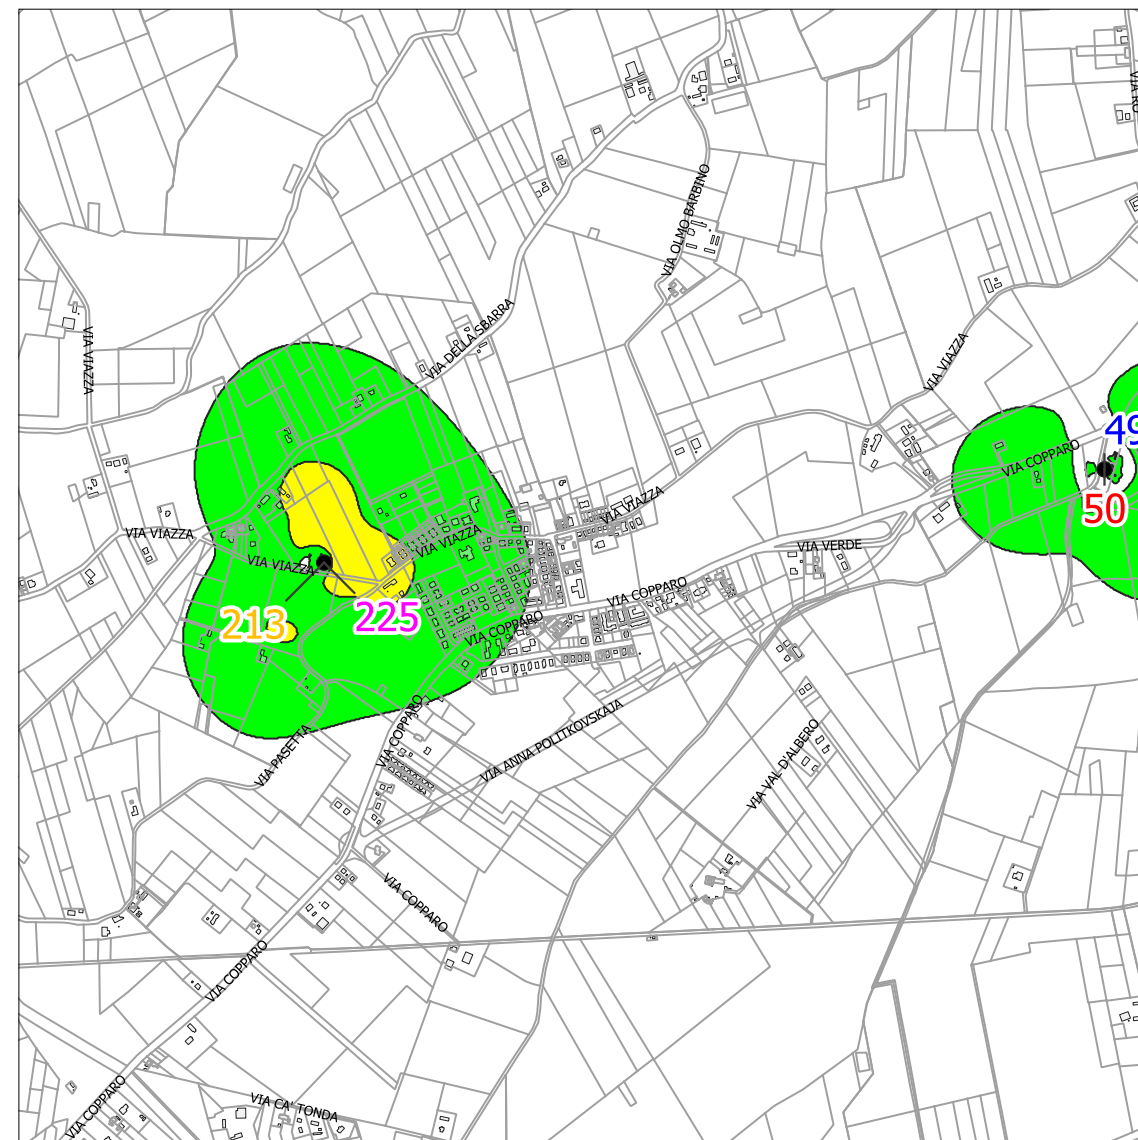 VIA OLMO BARBINO
VIA DELLA SBARRA
VIA VIAZZA
VIA VIAZZA
49
VIA COPPARO
50
VIA VIAZZA
VIA VIAZZA
VIA VIAZZA
VIA VIAZZA
VIA VERDE
213
225
VIA COPPARO
VIA COPPARO
VIA PASETTA
VIA COPPARO
VIA ANNA POLITKOVSKAJA
VIA VAL D'ALBERO
VIA COPPARO
VIA COPPARO
VIA COPPARO
VIA CA' TONDA